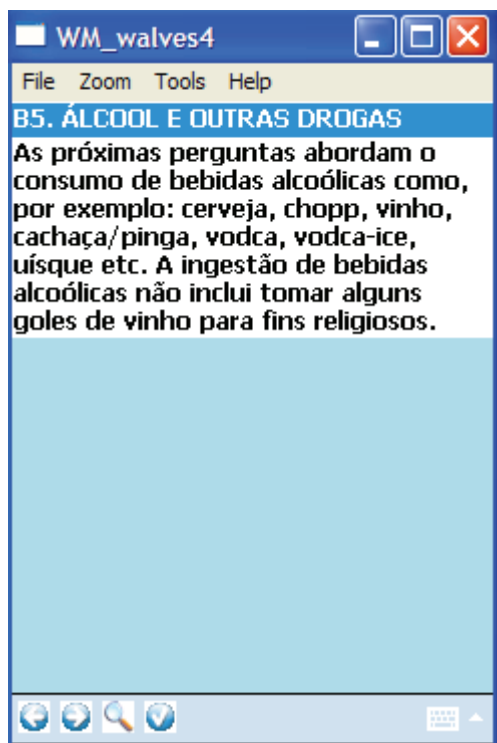 WM_walves4
File Zoom Tools Help
B5. ÁLCOOL E OUTRAS DROGAS
As próximas perguntas abordam o
consumo de bebidas alcoólicas como,
por exemplo: cerveja, chopp, vinho,
cachaça/pinga, vodca, vodca-ice,
uísque etc. A ingestão de bebidas
alcoólicas não inclui tomar alguns
goles de vinho para fins religiosos.